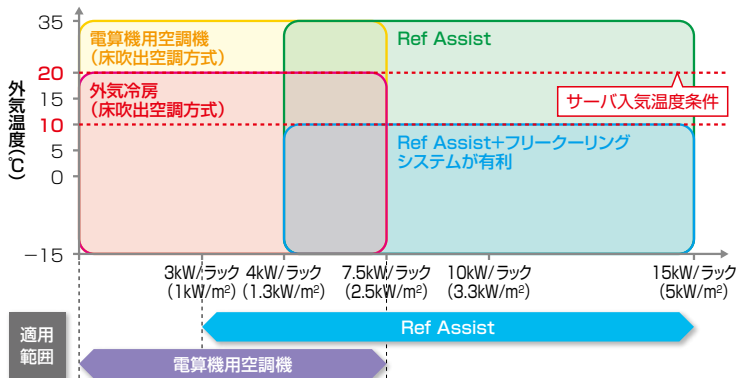 35
電算機用空調機
（床吹出空調方式）
Ref Assist
20
外気冷房
（床吹出空調方式）
15
サーバ入気温度条件
10
Ref Assist+フリークーリング
システムが有利
5
0
−15
外気温度(℃)
3kW/ラック
(1kW/m²)
4kW/ラック
(1.3kW/m²)
7.5kW/ラック
(2.5kW/m²)
10kW/ラック
(3.3kW/m²)
15kW/ラック
(5kW/m²)
適用
範囲
Ref Assist
電算機用空調機